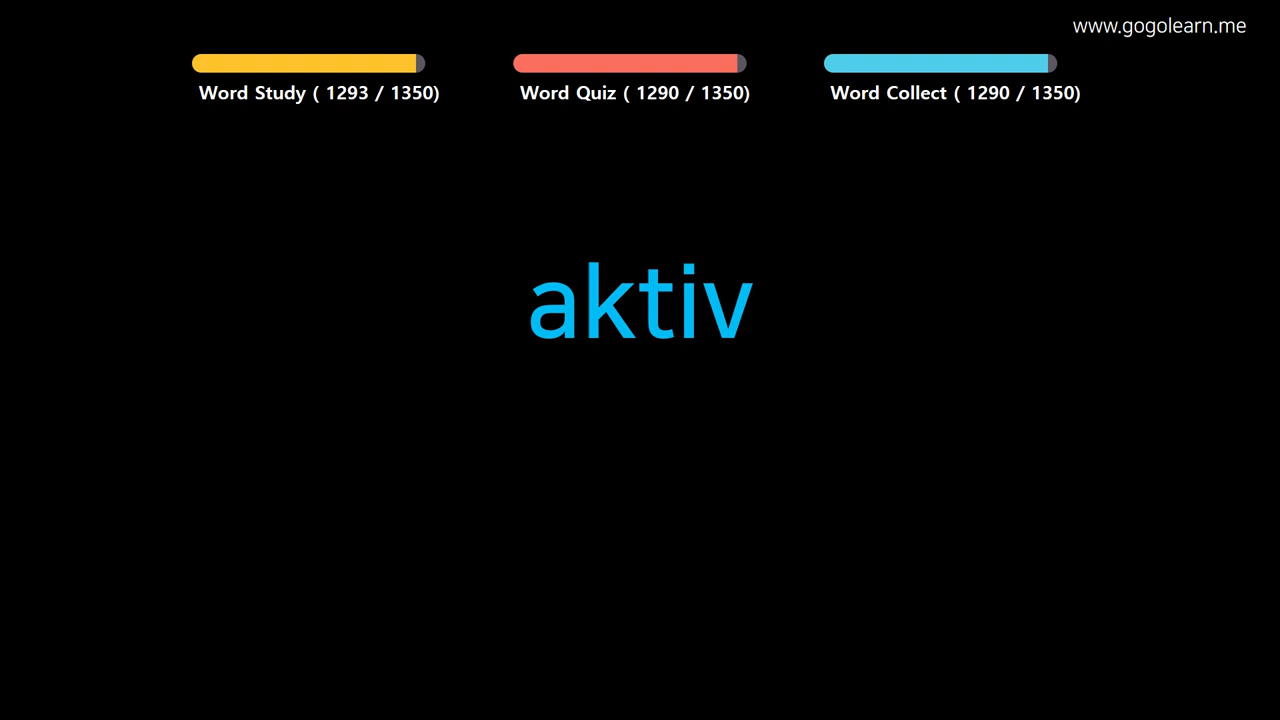 www.gogolearn.me
Word Study ( 1293 / 1350)
Word Quiz ( 1290 / 1350)
Word Collect ( 1290 / 1350)
aktiv